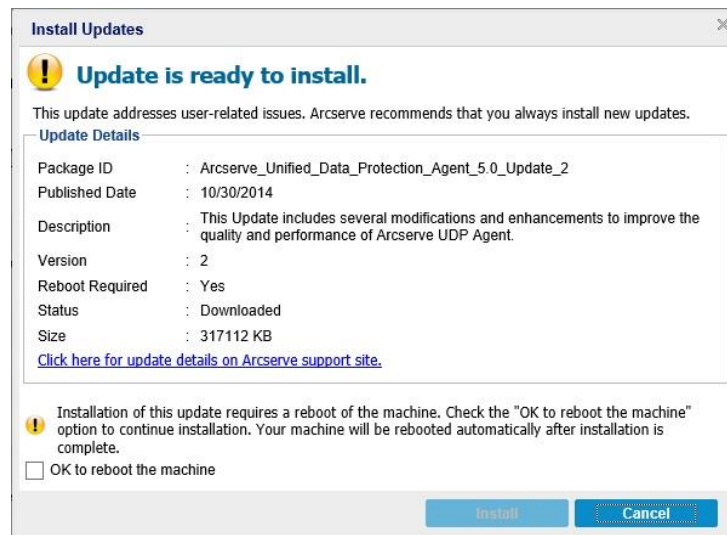 Install Updates
Update is ready to install.
This update addresses user-related issues. Arcserve recommends that you always install new updates.
Update Details
Package ID : Arcserve_Unified_Data_Protection_Agent_5.0_Update_2
Published Date : 10/30/2014
Description : This Update includes several modifications and enhancements to improve the
quality and performance of Arcserve UDP Agent.
Version : 2
Reboot Required : Yes
Status : Downloaded
Size : 317112 KB
Click here for update details on Arcserve support site.
Installation of this update requires a reboot of the machine. Check the "OK to reboot the machine"
option to continue installation. Your machine will be rebooted automatically after installation is
complete.
OK to reboot the machine
Install Cancel